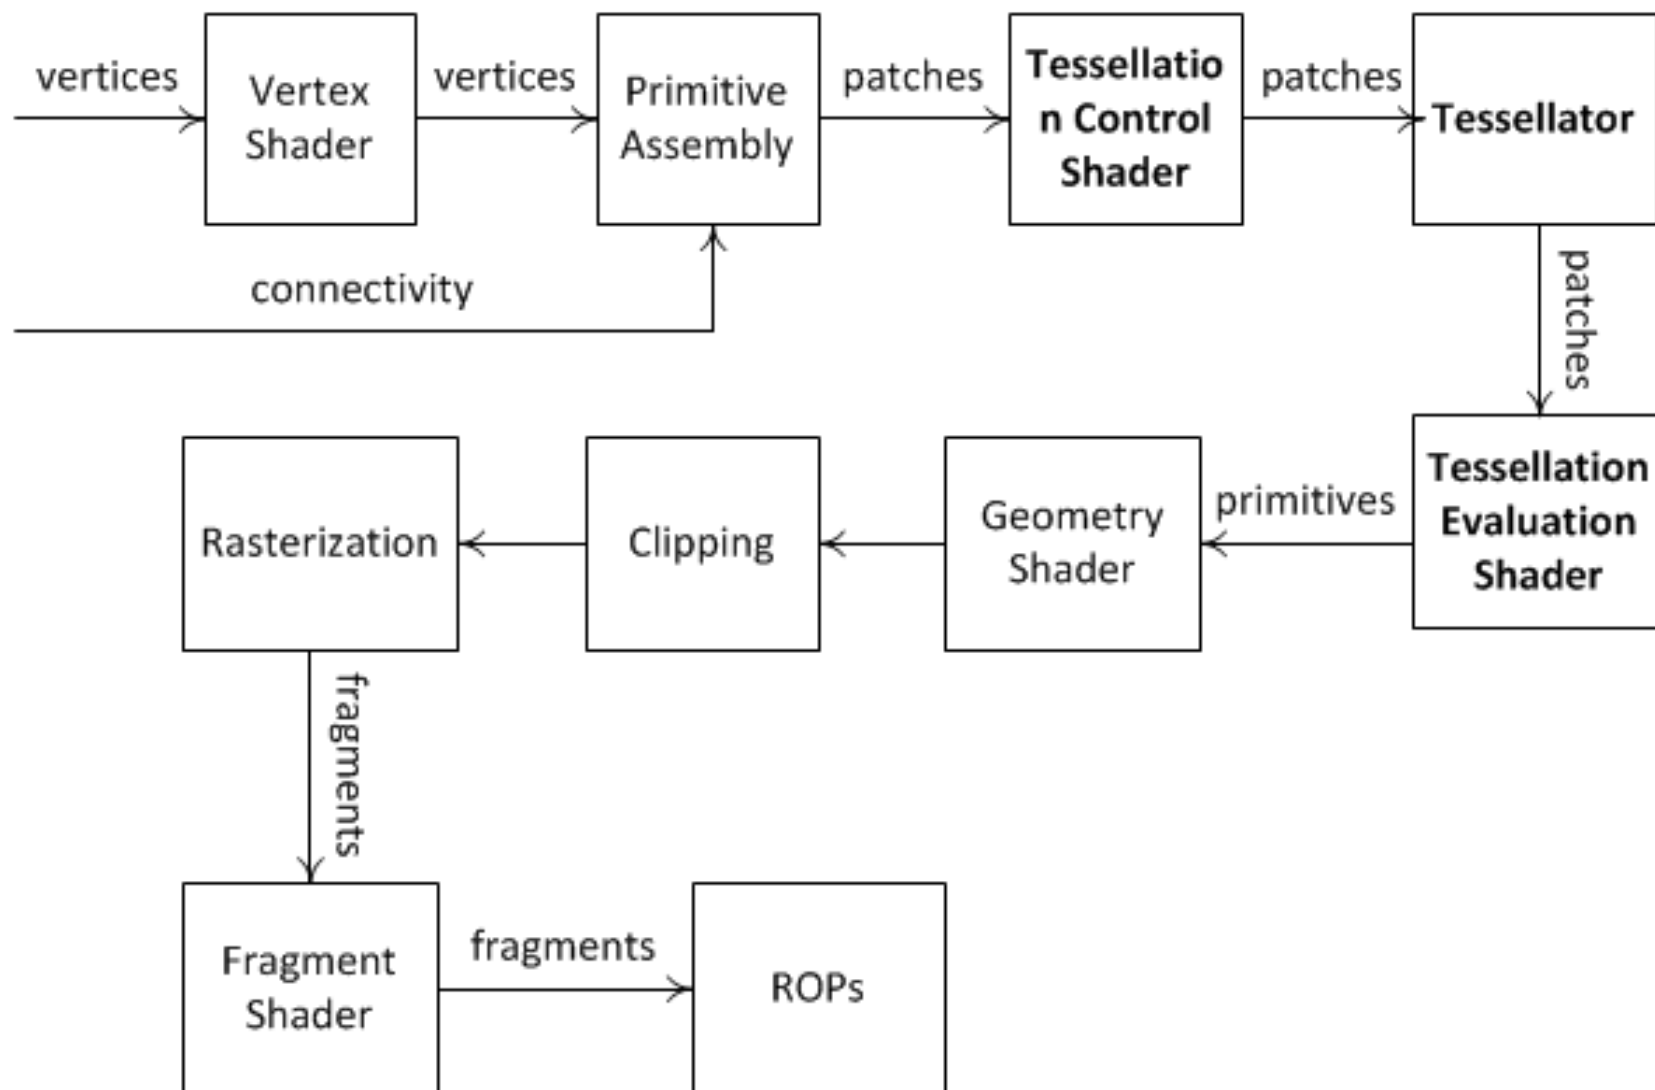 vertices
Vertex
Shader
vertices
Primitive
Assembly
patches
Tessellatio
n Control
Shader
patches
Tessellator
connectivity
patches
Tessellation
Evaluation
Shader
primitives
Geometry
Shader
Clipping
Rasterization
fragments
Fragment
Shader
fragments
ROPs